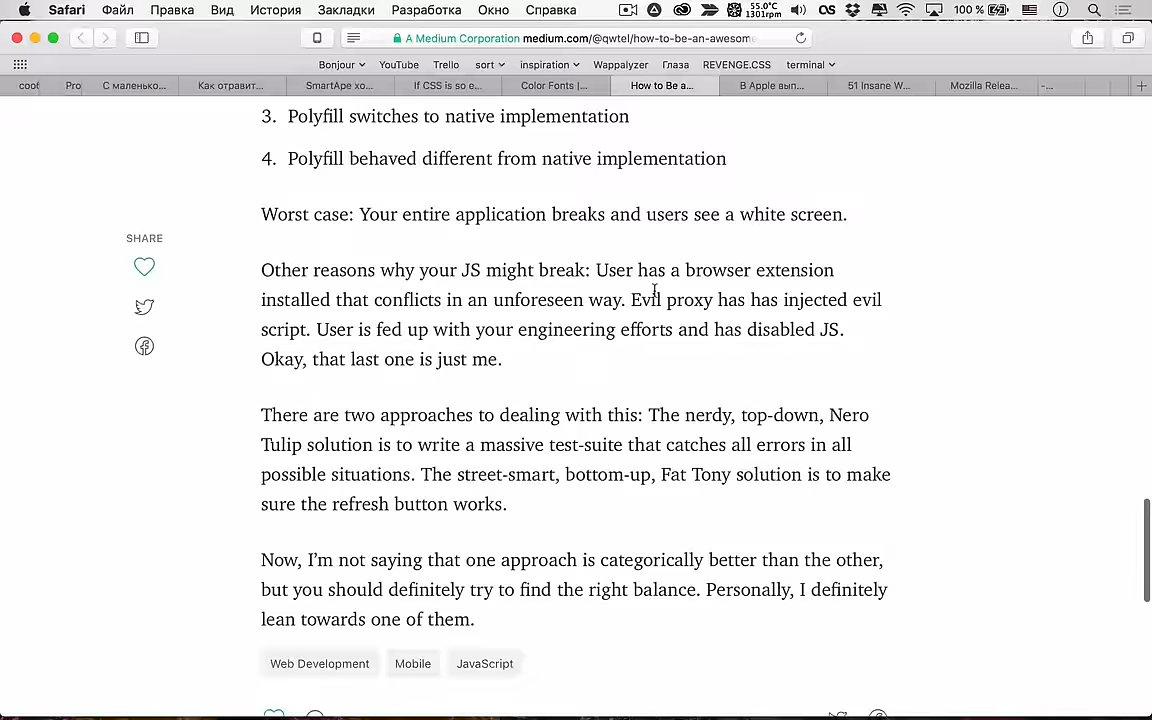 Safari Файл Правка Вид История Закладки Разработка Окно Справка 55.0°C 1301rpm 100 %
A Medium Corporation medium.com/@qwtel/how-to-be-an-awesom
Bonjour YouTube Trello sort inspiration Wappalyzer Глаза REVENGE.CSS terminal
сооб Pro С маленько... Как отравит... SmartApe хо... If CSS is so e... Color Fonts |... How to Be a... В Apple вып... 51 Insane W... Mozilla Relea... -...
3. Polyfill switches to native implementation
4. Polyfill behaved different from native implementation
Worst case: Your entire application breaks and users see a white screen.
SHARE
Other reasons why your JS might break: User has a browser extension
installed that conflicts in an unforeseen way. Evil proxy has has injected evil
script. User is fed up with your engineering efforts and has disabled JS.
Okay, that last one is just me.
There are two approaches to dealing with this: The nerdy, top-down, Nero
Tulip solution is to write a massive test-suite that catches all errors in all
possible situations. The street-smart, bottom-up, Fat Tony solution is to make
sure the refresh button works.
Now, I’m not saying that one approach is categorically better than the other,
but you should definitely try to find the right balance. Personally, I definitely
lean towards one of them.
Web Development Mobile JavaScript